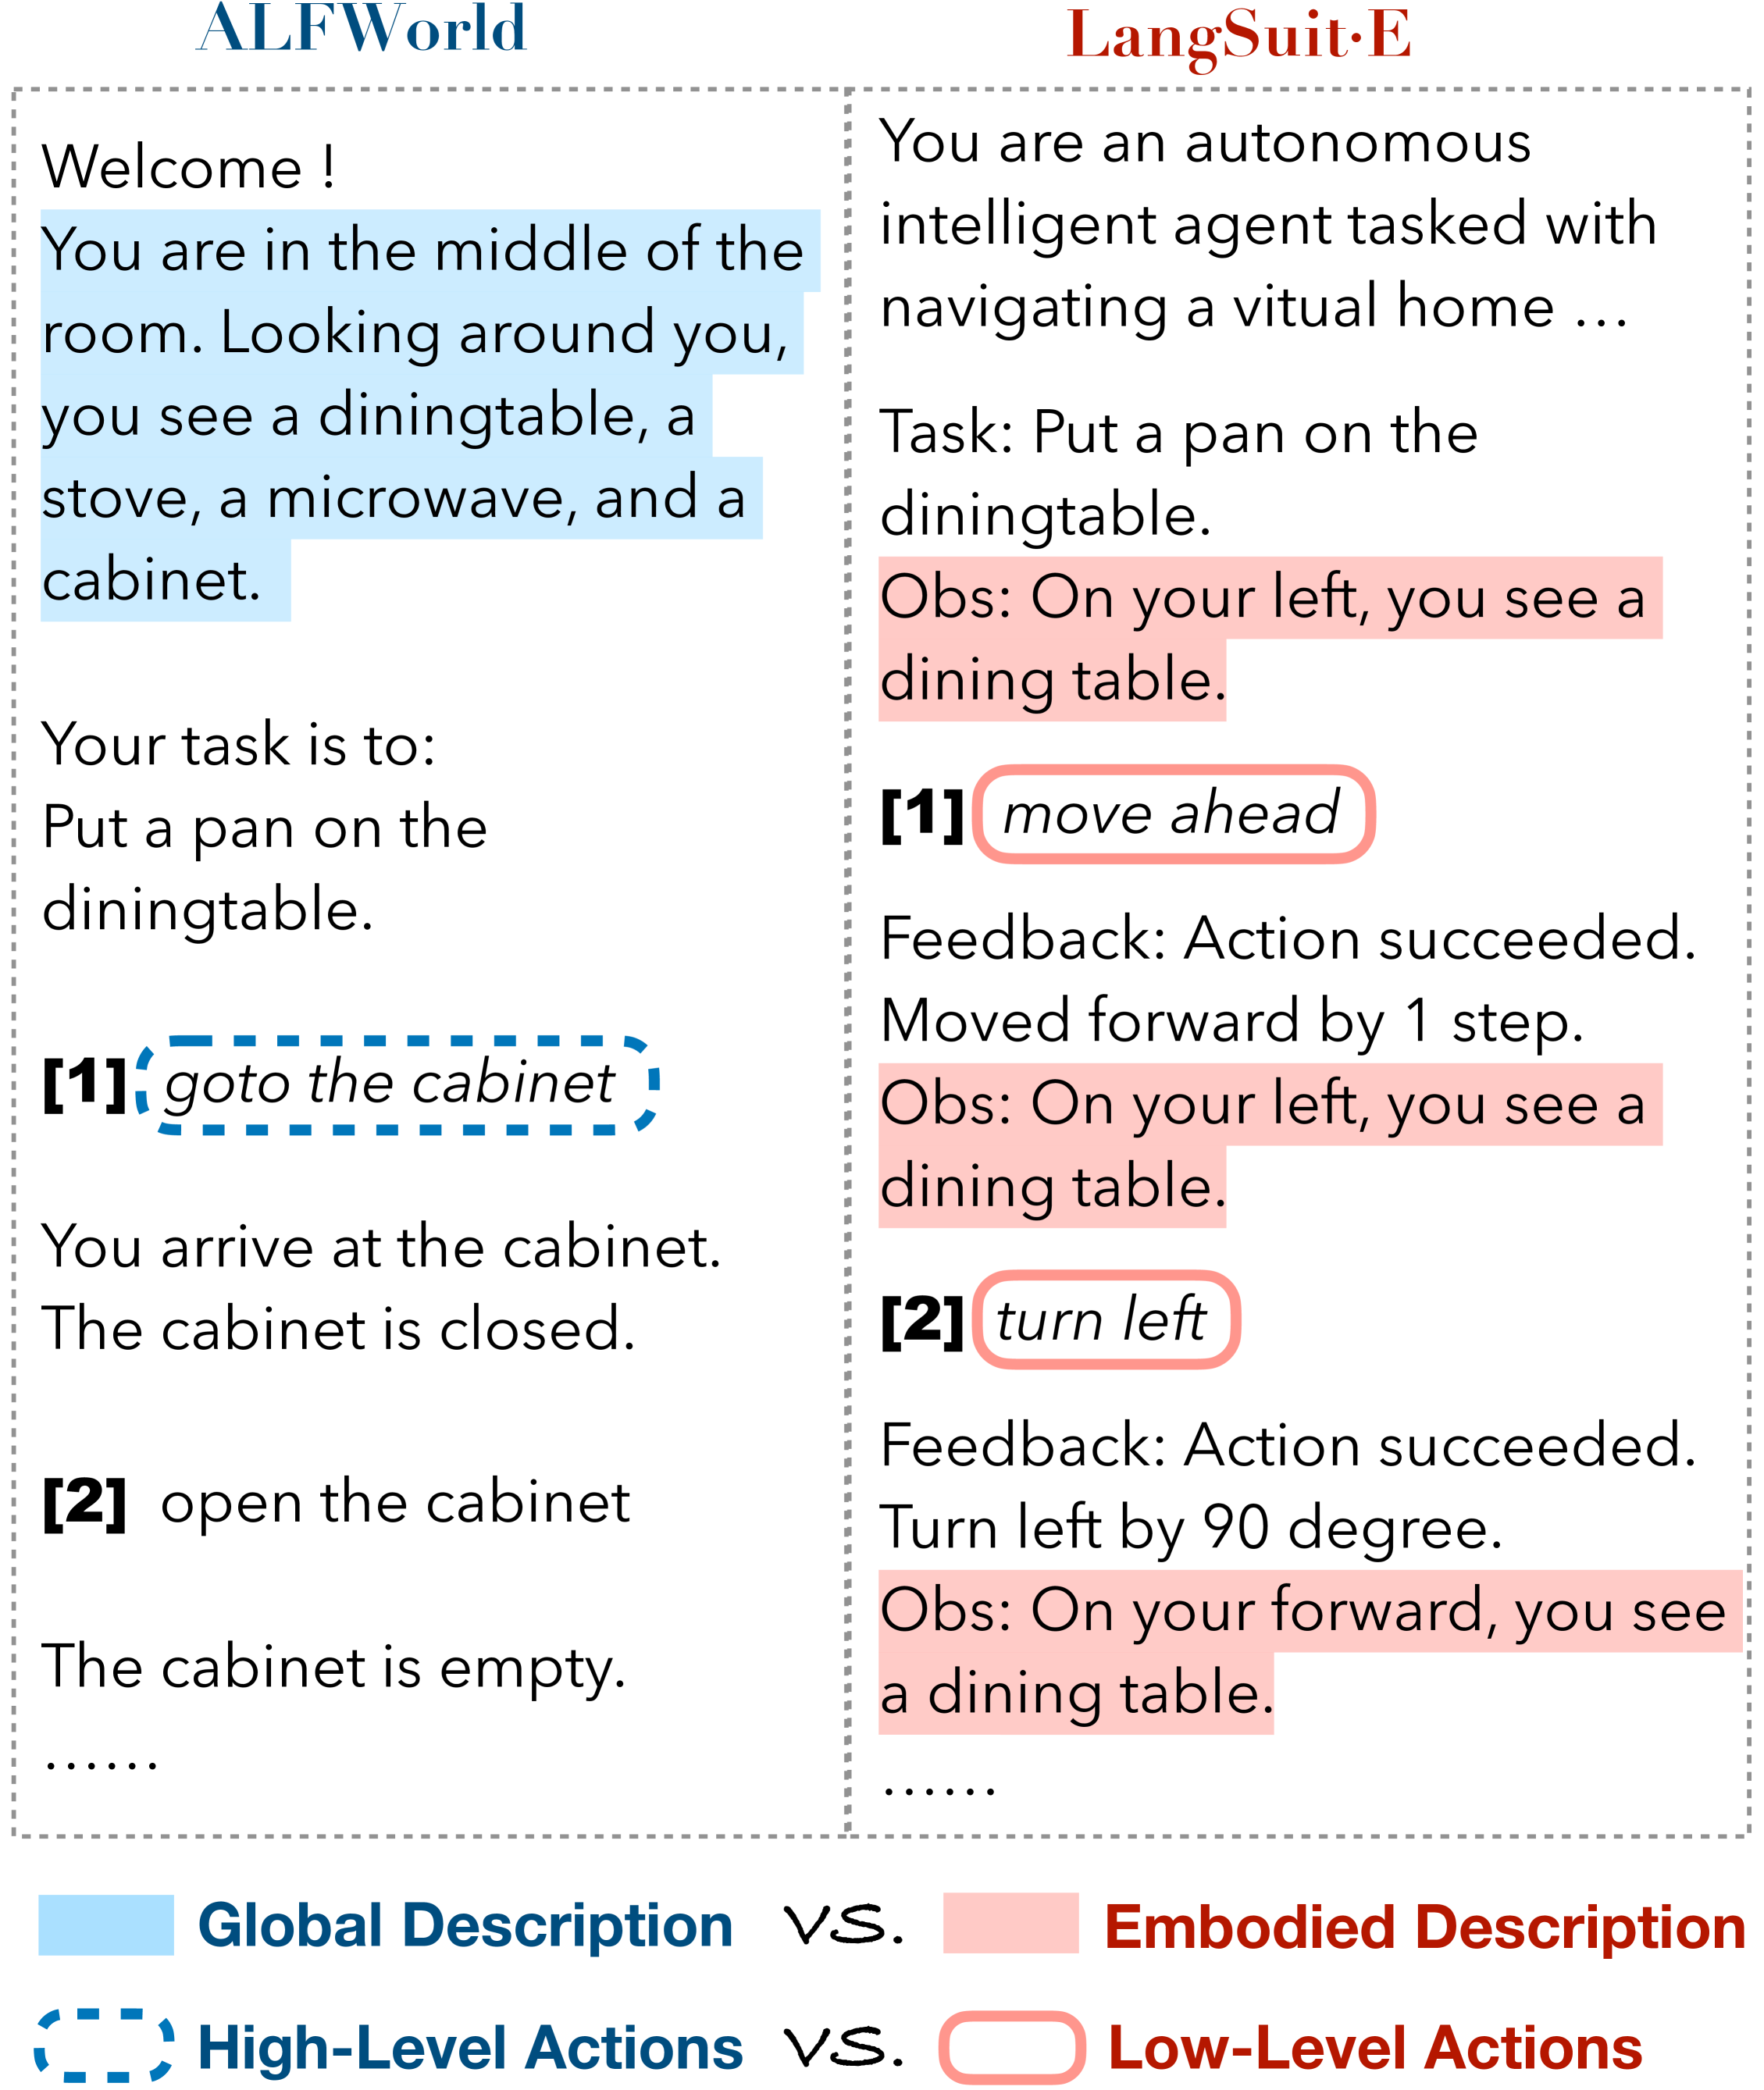 ALFWorld
Welcome !
You are in the middle of the
room. Looking around you,
you see a diningtable, a
stove, a microwave, and a
cabinet.
Your task is to:
Put a pan on the
diningtable.
[1] goto the cabinet
You arrive at the cabinet.
The cabinet is closed.
[2] open the cabinet
The cabinet is empty.
......
LangSuit·E
You are an autonomous
intelligent agent tasked with
navigating a vitual home ...
Task: Put a pan on the
diningtable.
Obs: On your left, you see a
dining table.
[1] move ahead
Feedback: Action succeeded.
Moved forward by 1 step.
Obs: On your left, you see a
dining table.
[2] turn left
Feedback: Action succeeded.
Turn left by 90 degree.
Obs: On your forward, you see
a dining table.
......
Global Description vs. Embodied Description
High-Level Actions vs. Low-Level Actions